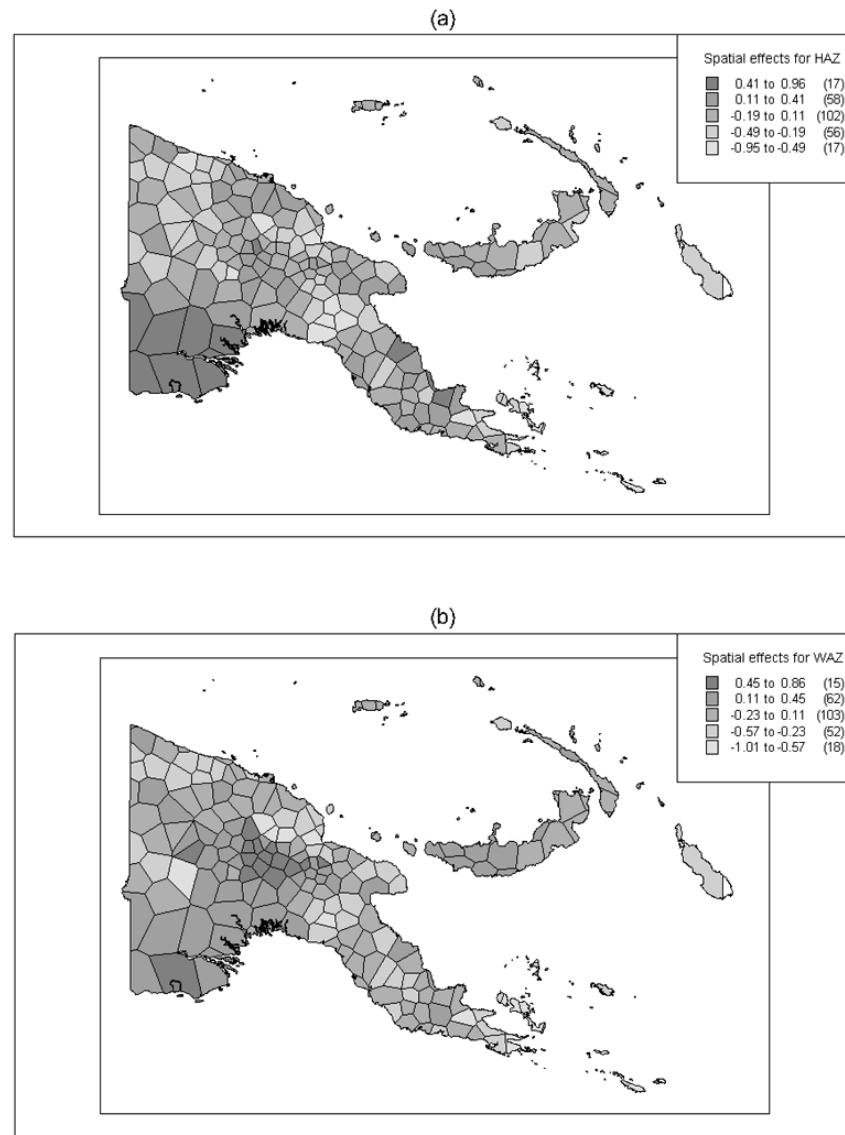 (a)
Spatial effects for HAZ
0.41 to 0.96 (17)
0.11 to 0.41 (58)
-0.19 to 0.11 (102)
-0.49 to -0.19 (56)
-0.95 to -0.49 (17)
(b)
Spatial effects for WAZ
0.45 to 0.86 (15)
0.11 to 0.45 (62)
-0.23 to 0.11 (103)
-0.57 to -0.23 (52)
-1.01 to -0.57 (18)